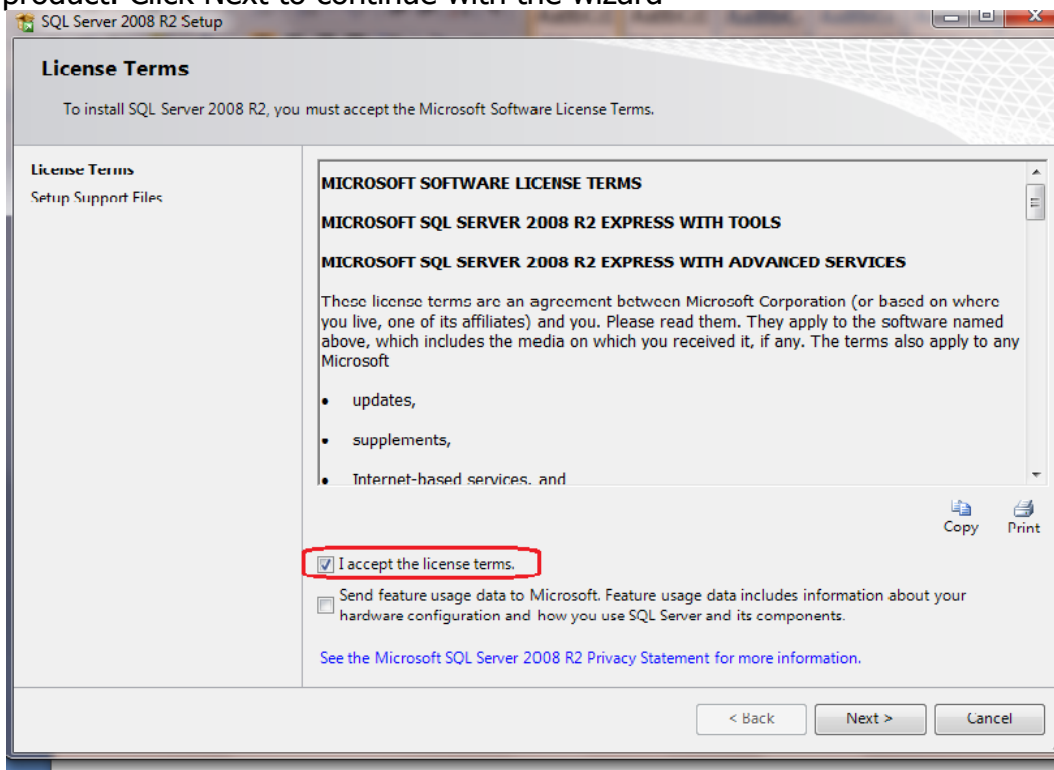 product. Click Next to continue with the wizard
SQL Server 2008 R2 Setup
License Terms
To install SQL Server 2008 R2, you must accept the Microsoft Software License Terms.
License Terms
Setup Support Files
MICROSOFT SOFTWARE LICENSE TERMS
MICROSOFT SQL SERVER 2008 R2 EXPRESS WITH TOOLS
MICROSOFT SQL SERVER 2008 R2 EXPRESS WITH ADVANCED SERVICES
These license terms are an agreement between Microsoft Corporation (or based on where
you live, one of its affiliates) and you. Please read them. They apply to the software named
above, which includes the media on which you received it, if any. The terms also apply to any
Microsoft
• updates,
• supplements,
• Internet-based services, and
Copy Print
I accept the license terms.
Send feature usage data to Microsoft. Feature usage data includes information about your
hardware configuration and how you use SQL Server and its components.
See the Microsoft SQL Server 2008 R2 Privacy Statement for more information.
< Back Next > Cancel